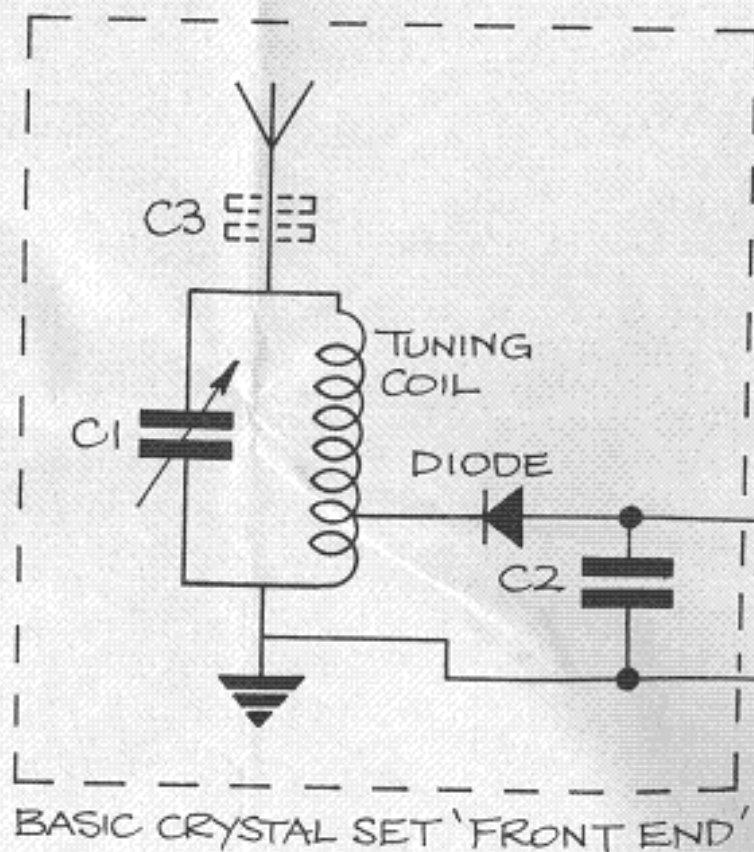 C3
TUNING
COIL
C1
DIODE
C2
BASIC CRYSTAL SET 'FRONT END'